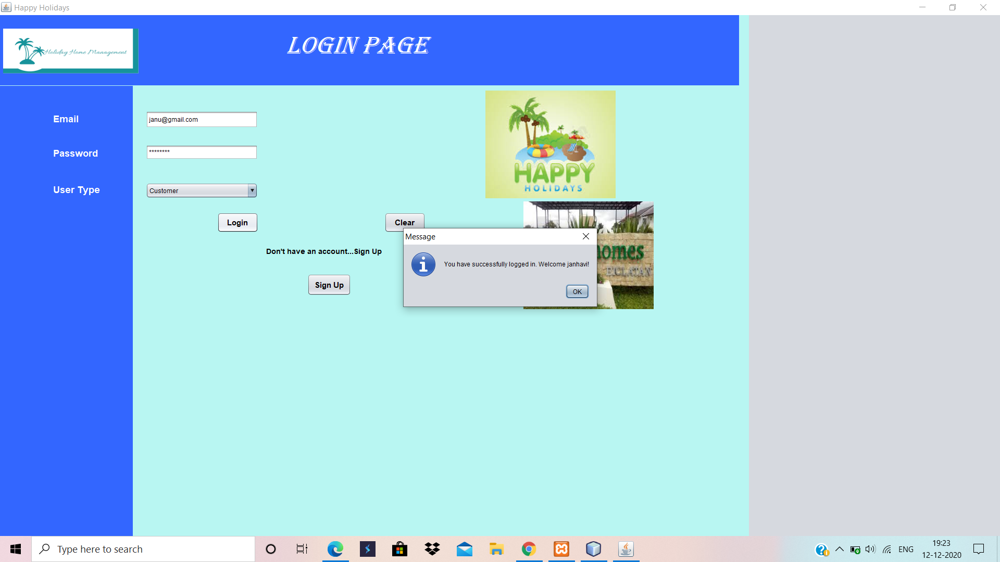 Happy Holidays
Holiday Home Management
LOGIN PAGE
Email
janu@gmail.com
Password
********
User Type
Customer
Login
Clear
Don't have an account...Sign Up
Sign Up
HAPPY
HOLIDAYS
homes
BICLATAN
Message
You have successfully logged in. Welcome janhavi!
OK
Type here to search
ENG
19:23
12-12-2020